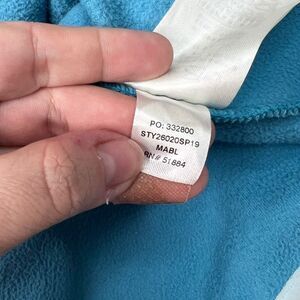 PO: 332800
STY26020SP19
MABL
RN# 51884